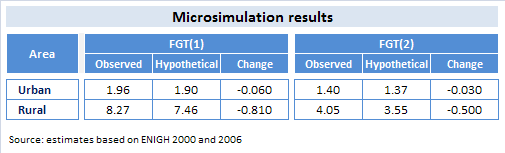 Microsimulation results
Area FGT(1) FGT(2)
Observed Hypothetical Change Observed Hypothetical Change
Urban 1.96 1.90 -0.060 1.40 1.37 -0.030
Rural 8.27 7.46 -0.810 4.05 3.55 -0.500
Source: estimates based on ENIGH 2000 and 2006